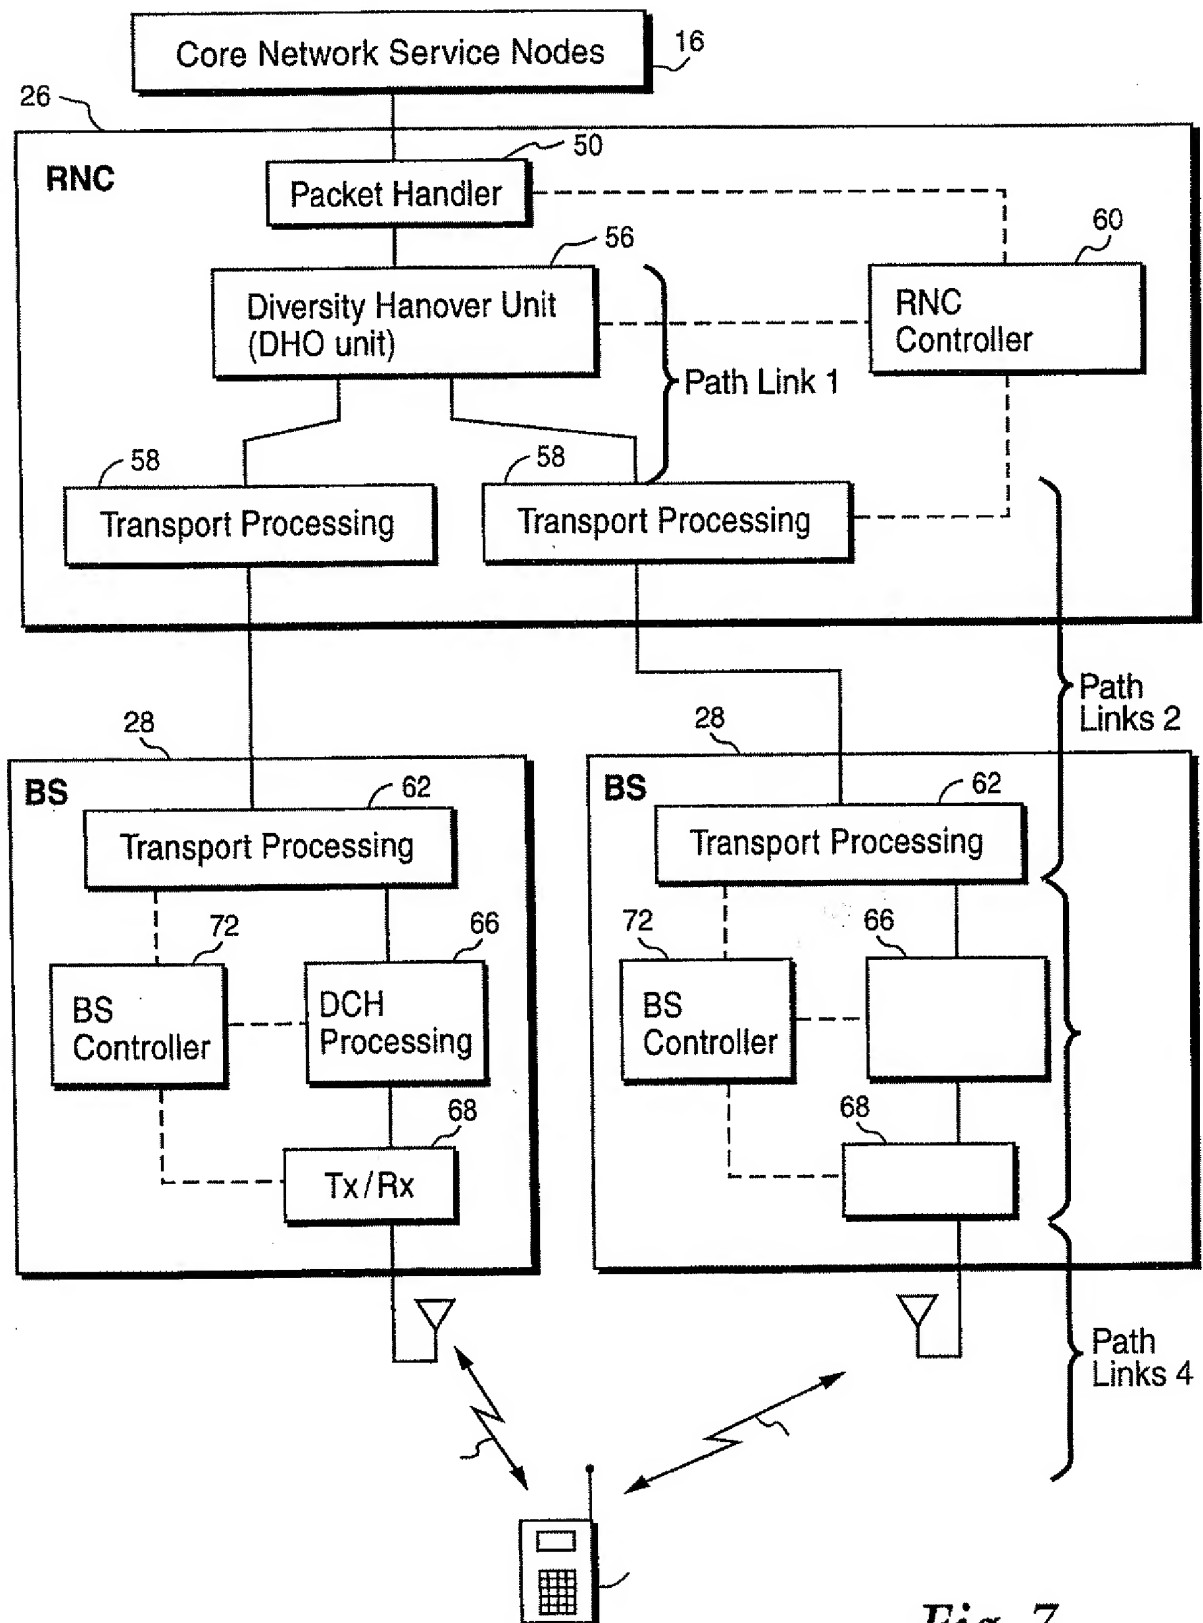 Core Network Service Nodes
16
26
RNC
50
Packet Handler
56
60
Diversity Hanover Unit
(DHO unit)
RNC
Controller
Path Link 1
58
58
Transport Processing
Transport Processing
Path
Links 2
28
28
BS
BS
62
62
Transport Processing
Transport Processing
72
66
72
66
BS
Controller
DCH
Processing
BS
Controller
68
68
Tx/Rx
Path
Links 4
Fig. 7